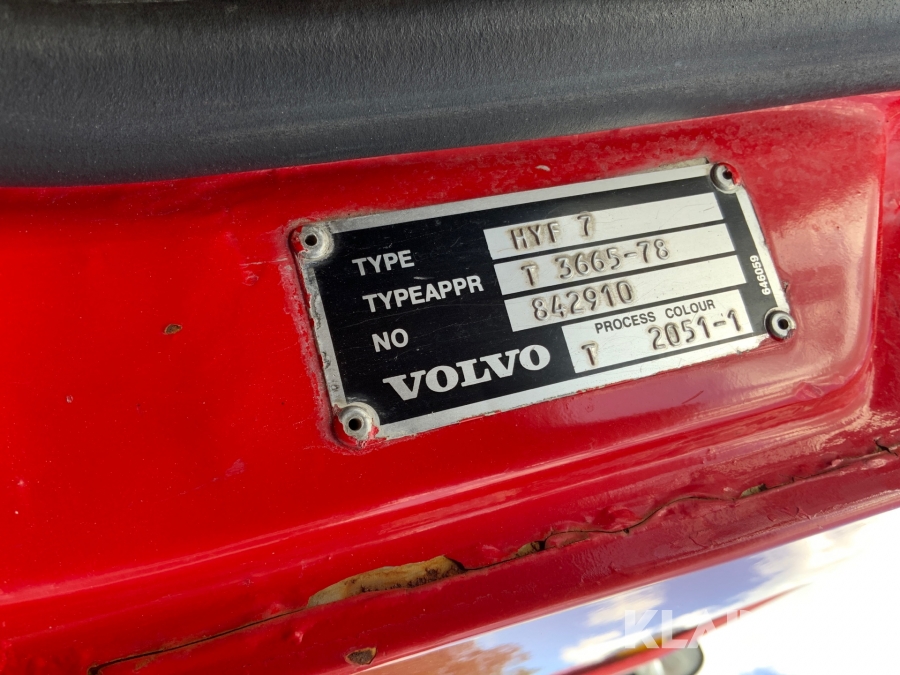 TYPE HYF 7
TYPEAPPR T 3665-78
NO 842910
VOLVO PROCESS COLOUR
T 2051-1
646059